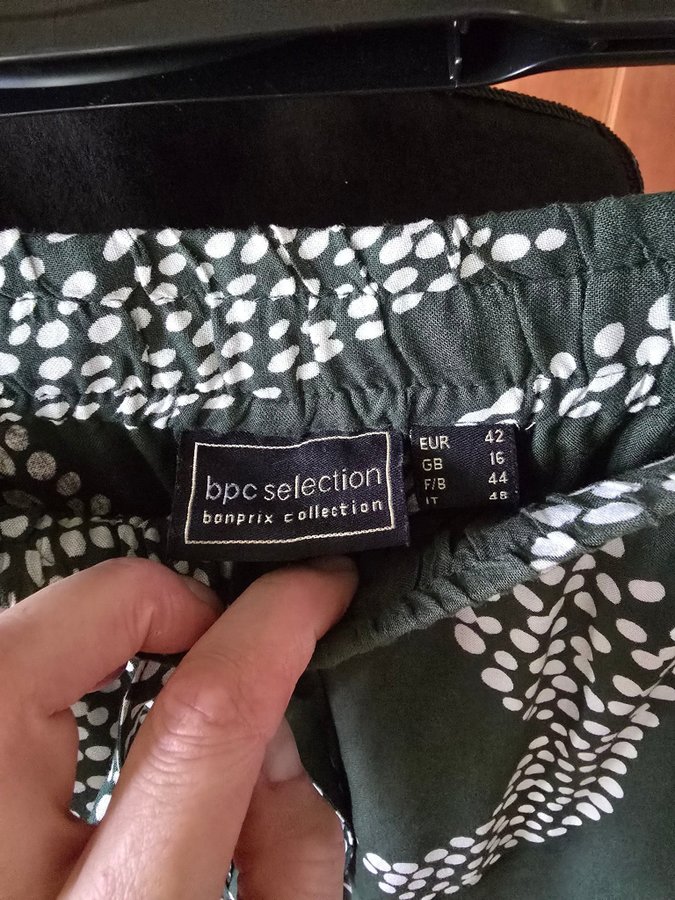 bpc selection
bonprix collection
EUR 42
GB 16
F/B 44
IT 48